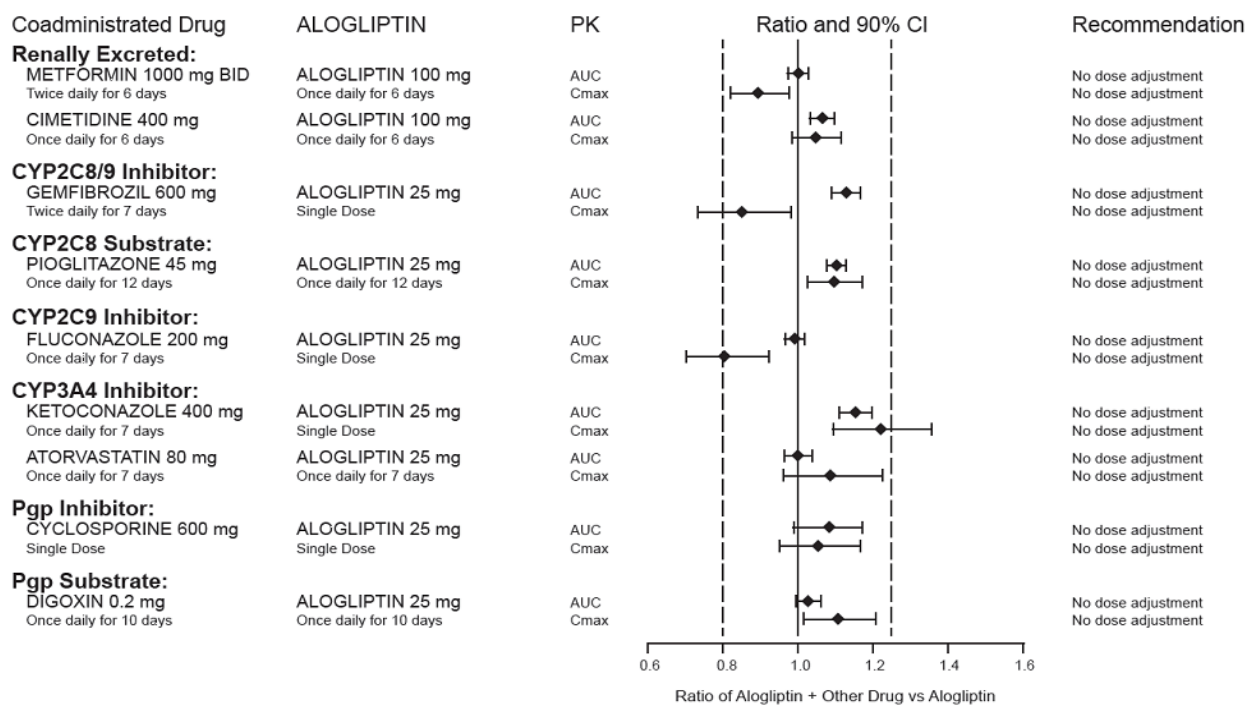 Coadministrated Drug ALOGLIPTIN PK Ratio and 90% CI Recommendation
Renally Excreted:
METFORMIN 1000 mg BID ALOGLIPTIN 100 mg AUC No dose adjustment
Twice daily for 6 days Once daily for 6 days Cmax No dose adjustment
CIMETIDINE 400 mg ALOGLIPTIN 100 mg AUC No dose adjustment
Once daily for 6 days Once daily for 6 days Cmax No dose adjustment
CYP2C8/9 Inhibitor:
GEMFIBROZIL 600 mg ALOGLIPTIN 25 mg AUC No dose adjustment
Twice daily for 7 days Single Dose Cmax No dose adjustment
CYP2C8 Substrate:
PIOGLITAZONE 45 mg ALOGLIPTIN 25 mg AUC No dose adjustment
Once daily for 12 days Once daily for 12 days Cmax No dose adjustment
CYP2C9 Inhibitor:
FLUCONAZOLE 200 mg ALOGLIPTIN 25 mg AUC No dose adjustment
Once daily for 7 days Single Dose Cmax No dose adjustment
CYP3A4 Inhibitor:
KETOCONAZOLE 400 mg ALOGLIPTIN 25 mg AUC No dose adjustment
Once daily for 7 days Single Dose Cmax No dose adjustment
ATORVASTATIN 80 mg ALOGLIPTIN 25 mg AUC No dose adjustment
Once daily for 7 days Once daily for 7 days Cmax No dose adjustment
Pgp Inhibitor:
CYCLOSPORINE 600 mg ALOGLIPTIN 25 mg AUC No dose adjustment
Single Dose Single Dose Cmax No dose adjustment
Pgp Substrate:
DIGOXIN 0.2 mg ALOGLIPTIN 25 mg AUC No dose adjustment
Once daily for 10 days Once daily for 10 days Cmax No dose adjustment
0.6 0.8 1.0 1.2 1.4 1.6
Ratio of Alogliptin + Other Drug vs Alogliptin